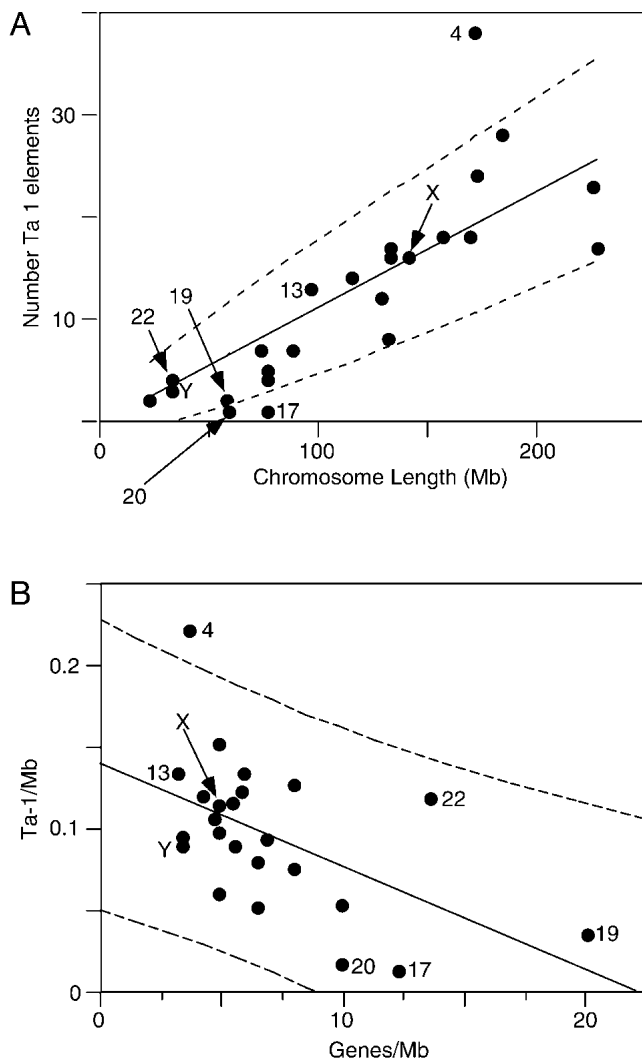 A
Number Ta 1 elements
30
10
4
X
13
19
22
Y
17
20
0
100
200
Chromosome Length (Mb)
B
Ta-1/Mb
0.2
0.1
0
4
X
13
22
Y
19
20
17
0
10
20
Genes/Mb